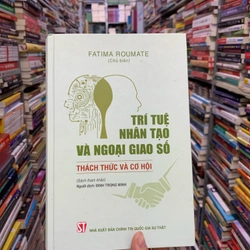 FATIMA ROUMATE
(Chủ biên)
TRÍ TUỆ
NHÂN TẠO
VÀ NGOẠI GIAO SỐ
THÁCH THỨC VÀ CƠ HỘI
(Sách tham khảo)
Người dịch: ĐINH TRỌNG MINH
ST
NHÀ XUẤT BẢN CHÍNH TRỊ QUỐC GIA SỰ THẬT